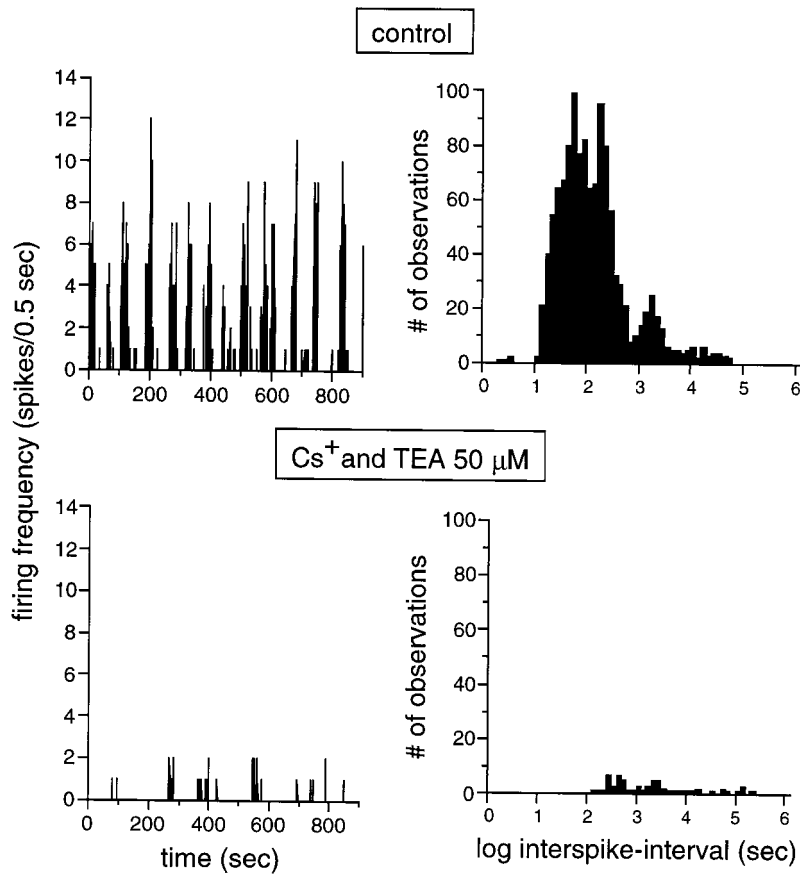 control
14
12
10
8
6
4
2
0
0 200 400 600 800
100
80
60
40
20
0
0 1 2 3 4 5 6
# of observations
firing frequency (spikes/0.5 sec)
Cs+ and TEA 50 μM
14
12
10
8
6
4
2
0
0 200 400 600 800
time (sec)
100
80
60
40
20
0
0 1 2 3 4 5 6
# of observations
log interspike-interval (sec)